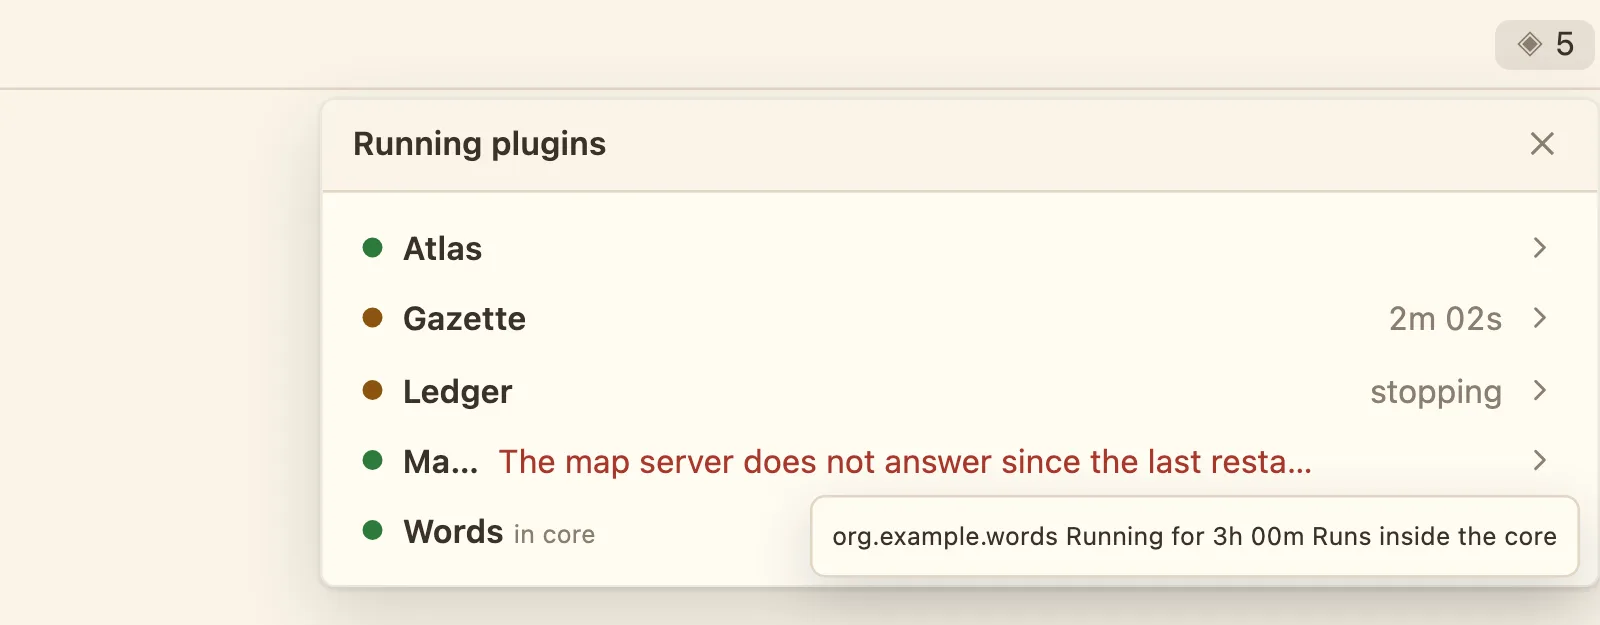 5
Running plugins
Atlas
Gazette 2m 02s
Ledger stopping
Ma... The map server does not answer since the last resta...
Words in core
org.example.words Running for 3h 00m Runs inside the core